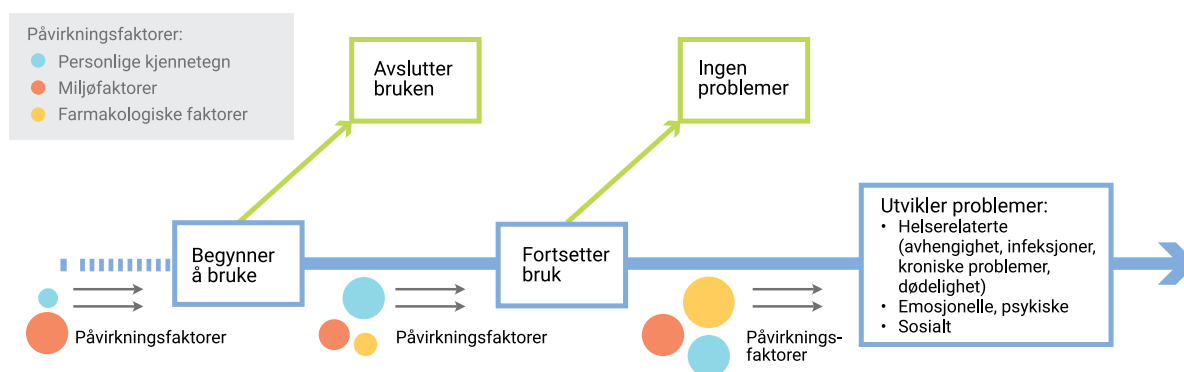 Påvirkningsfaktorer:
Personlige kjennetegn
Miljøfaktorer
Farmakologiske faktorer
Avslutter
bruken
Ingen
problemer
Begynner
å bruke
Fortsetter
bruk
Utvikler problemer:
• Helserelaterte
(avhengighet, infeksjoner,
kroniske problemer,
dødelighet)
• Emosjonelle, psykiske
• Sosialt
Påvirkningsfaktorer
Påvirkningsfaktorer
Påvirknings-
faktorer